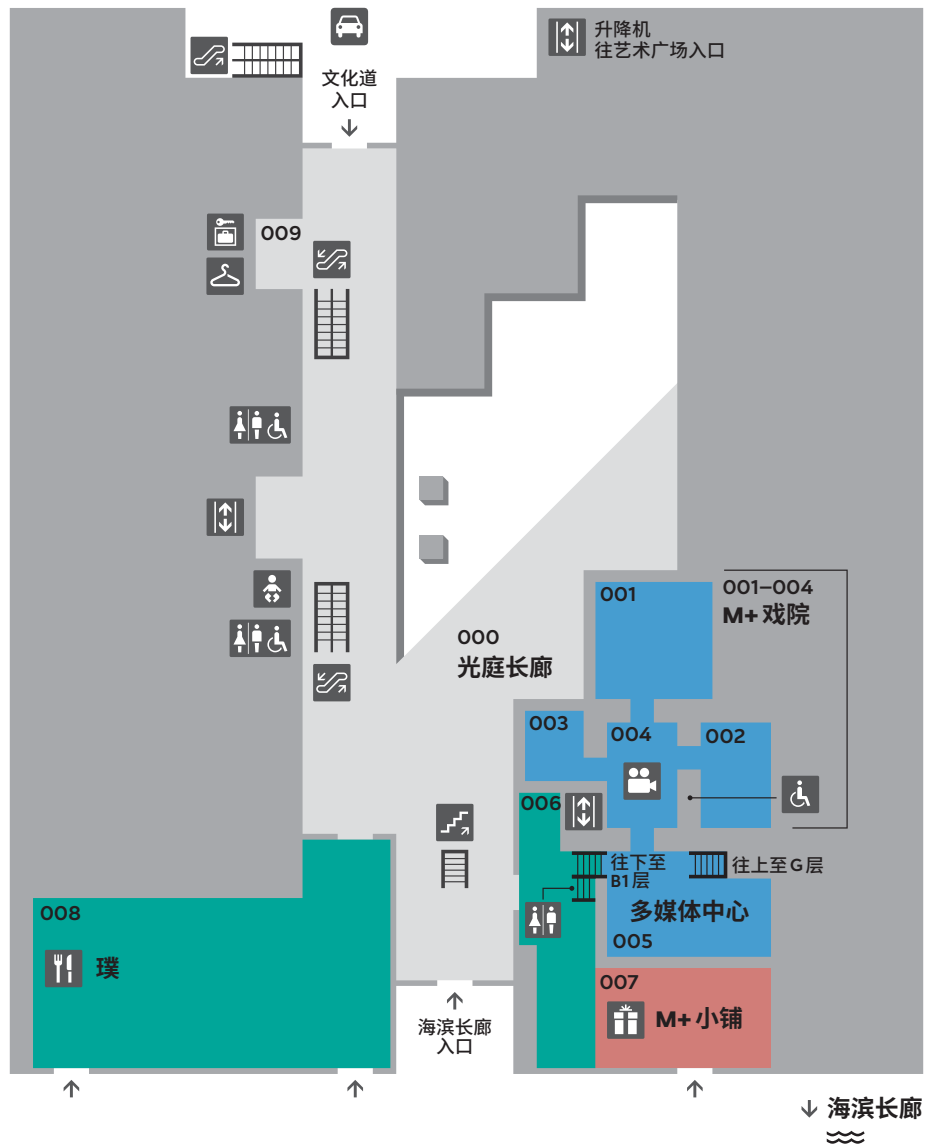 升降机
往艺术广场入口
文化道
入口
009
001
001–004
M+ 戏院
000
光庭长廊
003
004
002
006
往下至
B1层
往上至G层
多媒体中心
005
008
璞
007
M+ 小铺
海滨长廊
入口
海滨长廊